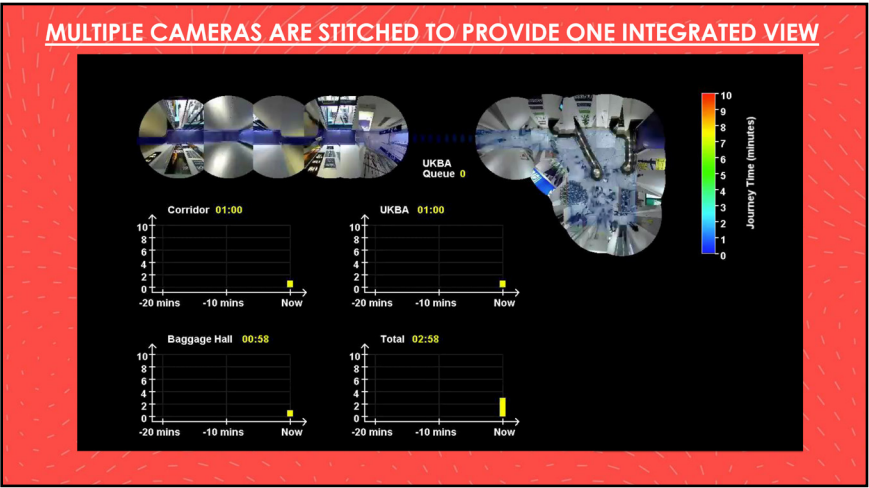 MULTIPLE CAMERAS ARE STITCHED TO PROVIDE ONE INTEGRATED VIEW
UKBA
Queue 0
10
9
8
7
6
5
4
3
2
1
0
Journey Time (minutes)
Corridor 01:00
10
8
6
4
2
0
-20 mins -10 mins Now
UKBA 01:00
10
8
6
4
2
0
-20 mins -10 mins Now
Baggage Hall 00:58
10
8
6
4
2
0
-20 mins -10 mins Now
Total 02:58
10
8
6
4
2
0
-20 mins -10 mins Now